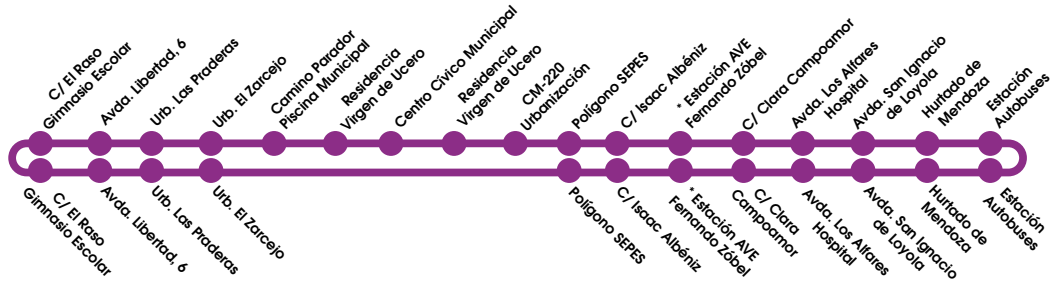 C/ El Raso
Gimnasio Escolar
Avda. Libertad, 6
Urb. Las Praderas
Urb. El Zarcejo
Camino Parador
Piscina Municipal
Residencia
Virgen de Ucero
Centro Cívico Municipal
Residencia
Virgen de Ucero
CM-220
Urbanización
Polígono SEPES
C/ Isaac Albéniz
* Estación AVE
Fernando Zóbel
C/ Clara Campoamor
Avda. Los Alfares
Hospital
Avda. San Ignacio
de Loyola
Hurtado de
Mendoza
Estación
Autobuses
C/ El Raso
Gimnasio Escolar
Avda. Libertad, 6
Urb. Las Praderas
Urb. El Zarcejo
Polígono SEPES
C/ Isaac Albéniz
* Estación AVE
Fernando Zóbel
C/ Clara
Campoamor
Avda. Los Alfares
Hospital
Avda. San Ignacio
de Loyola
Hurtado de
Mendoza
Estación
Autobuses